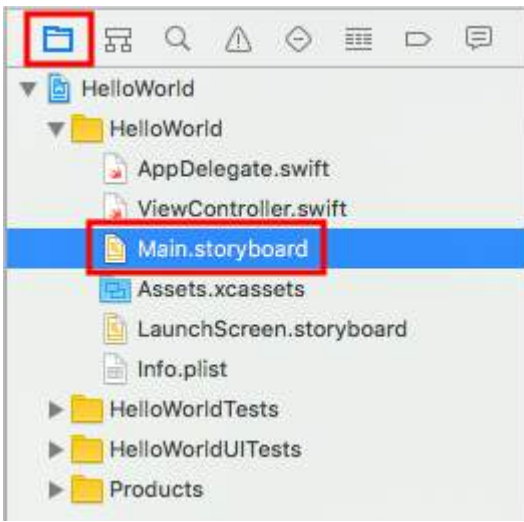 HelloWorld
HelloWorld
AppDelegate.swift
ViewController.swift
Main.storyboard
Assets.xcassets
LaunchScreen.storyboard
Info.plist
HelloWorldTests
HelloWorldUITests
Products